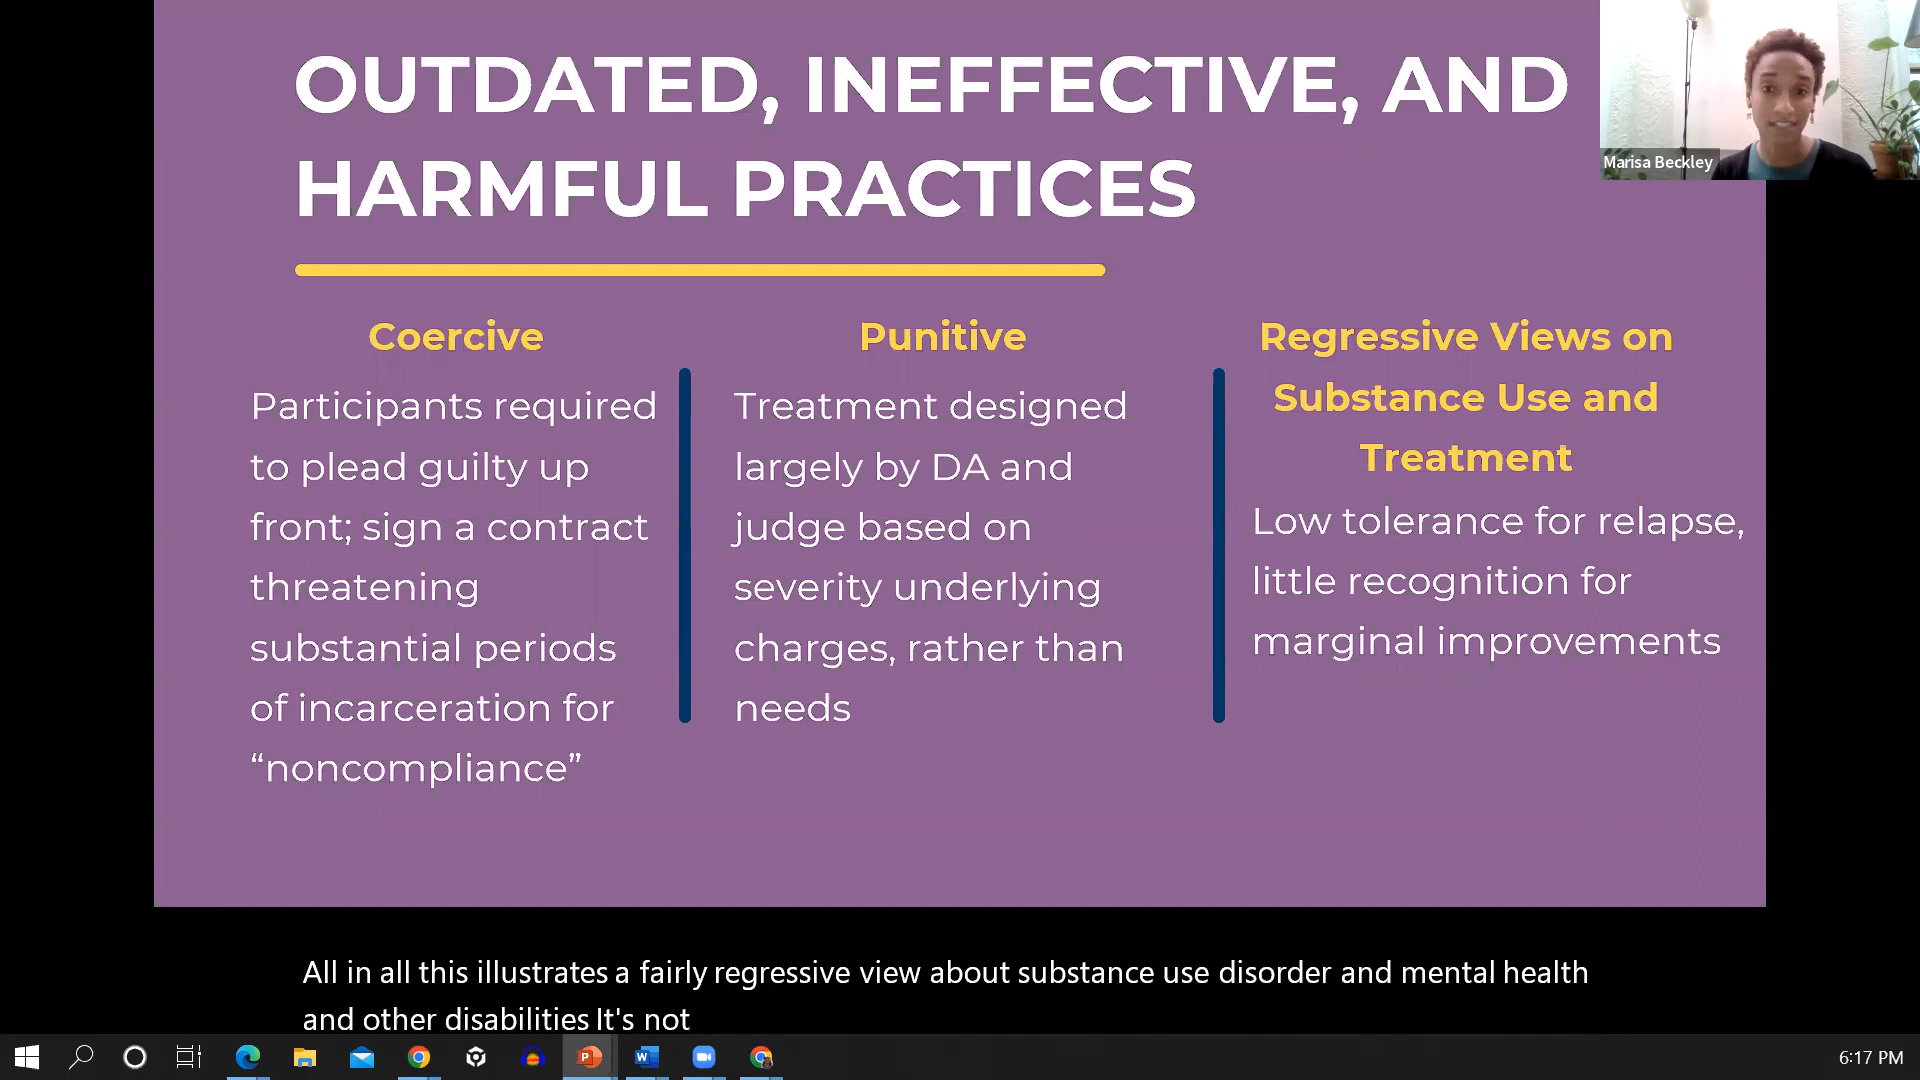 OUTDATED, INEFFECTIVE, AND
HARMFUL PRACTICES
Marisa Beckley
Coercive
Participants required
to plead guilty up
front; sign a contract
threatening
substantial periods
of incarceration for
“noncompliance”
Punitive
Treatment designed
largely by DA and
judge based on
severity underlying
charges, rather than
needs
Regressive Views on
Substance Use and
Treatment
Low tolerance for relapse,
little recognition for
marginal improvements
All in all this illustrates a fairly regressive view about substance use disorder and mental health
and other disabilities It's not
6:17 PM